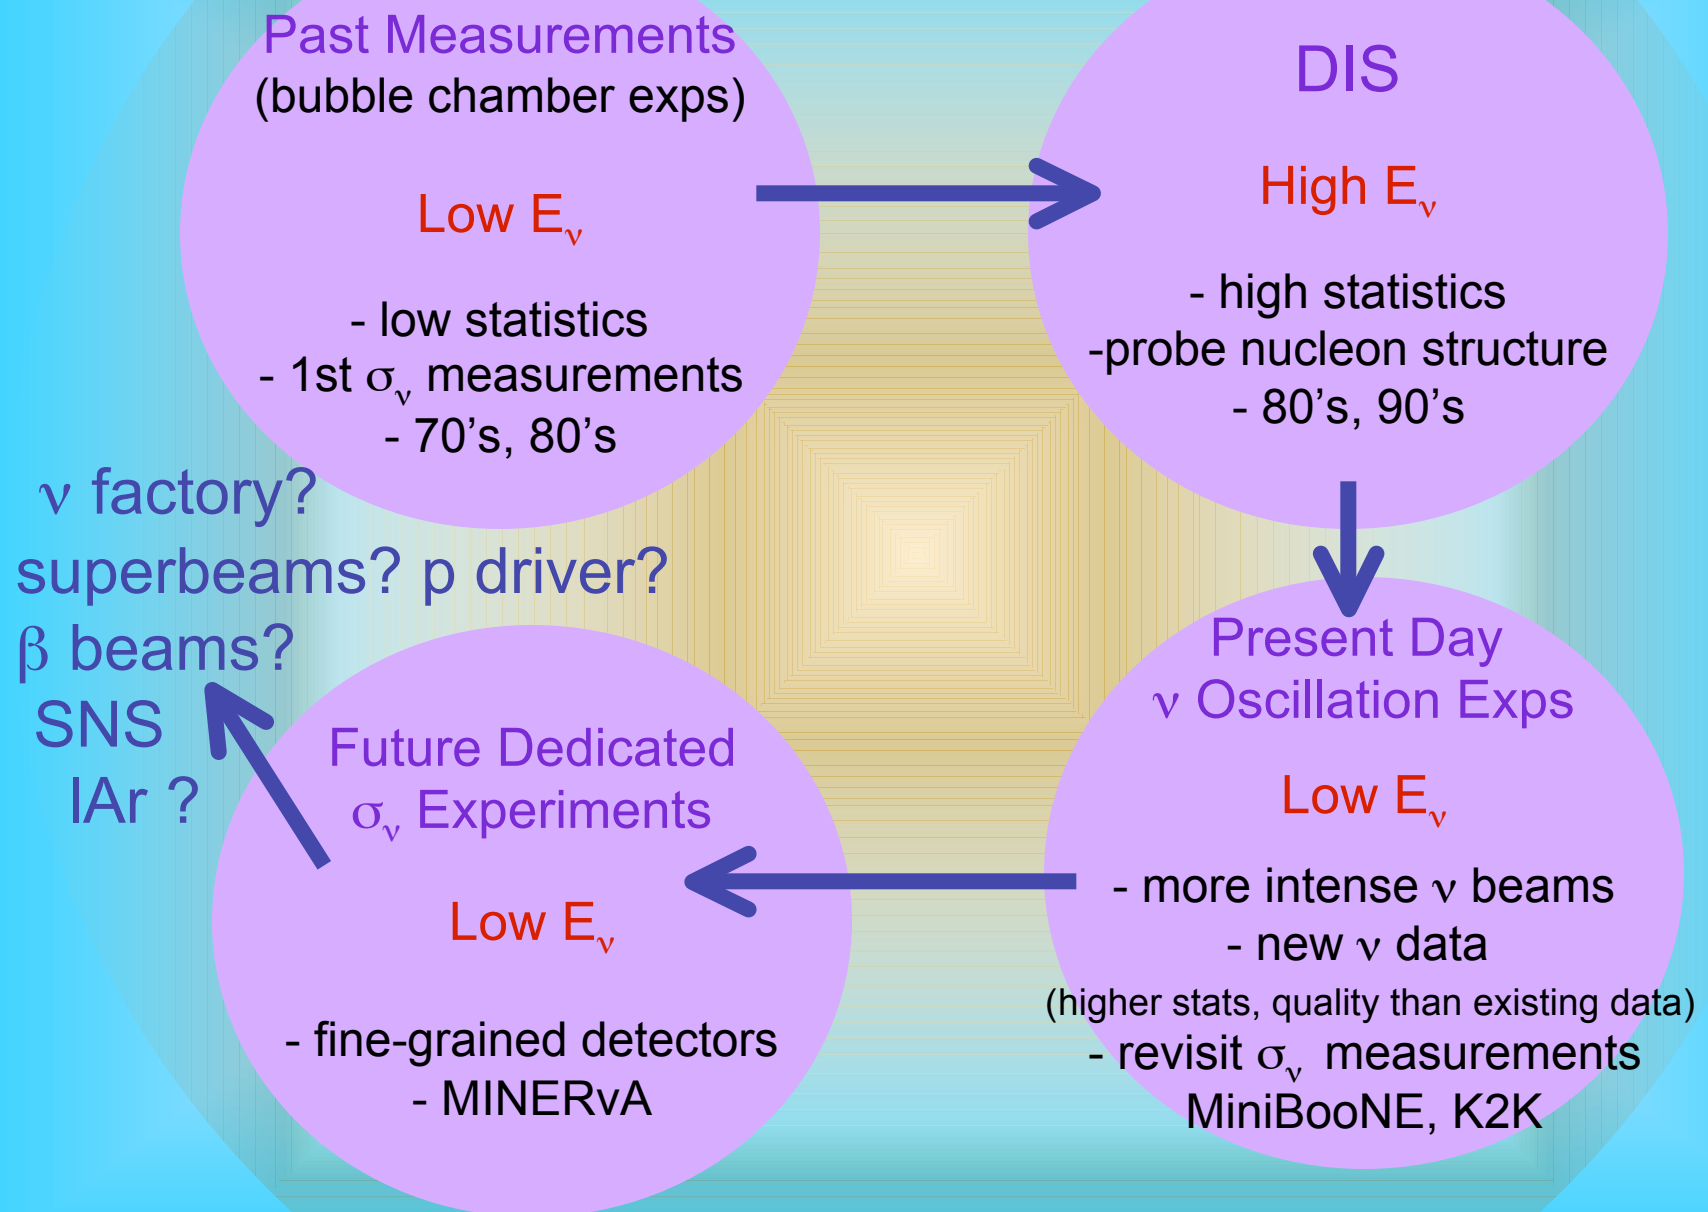 Past Measurements
(bubble chamber exps)
Low Eν
- low statistics
- 1st σν measurements
- 70’s, 80’s
DIS
High Eν
- high statistics
-probe nucleon structure
- 80’s, 90’s
Present Day
ν Oscillation Exps
Low Eν
- more intense ν beams
- new ν data
(higher stats, quality than existing data)
- revisit σν measurements
MiniBooNE, K2K
Future Dedicated
σν Experiments
Low Eν
- fine-grained detectors
- MINERvA
ν factory?
superbeams? p driver?
β beams?
SNS
lAr ?